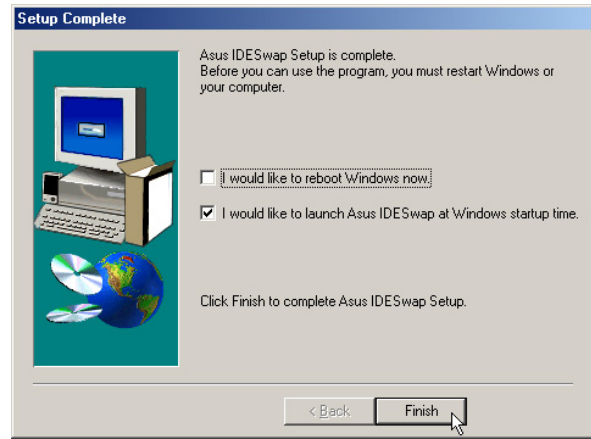 Setup Complete
Asus IDESwap Setup is complete.
Before you can use the program, you must restart Windows or
your computer.
I would like to reboot Windows now.
I would like to launch Asus IDESwap at Windows startup time.
Click Finish to complete Asus IDESwap Setup.
< Back Finish